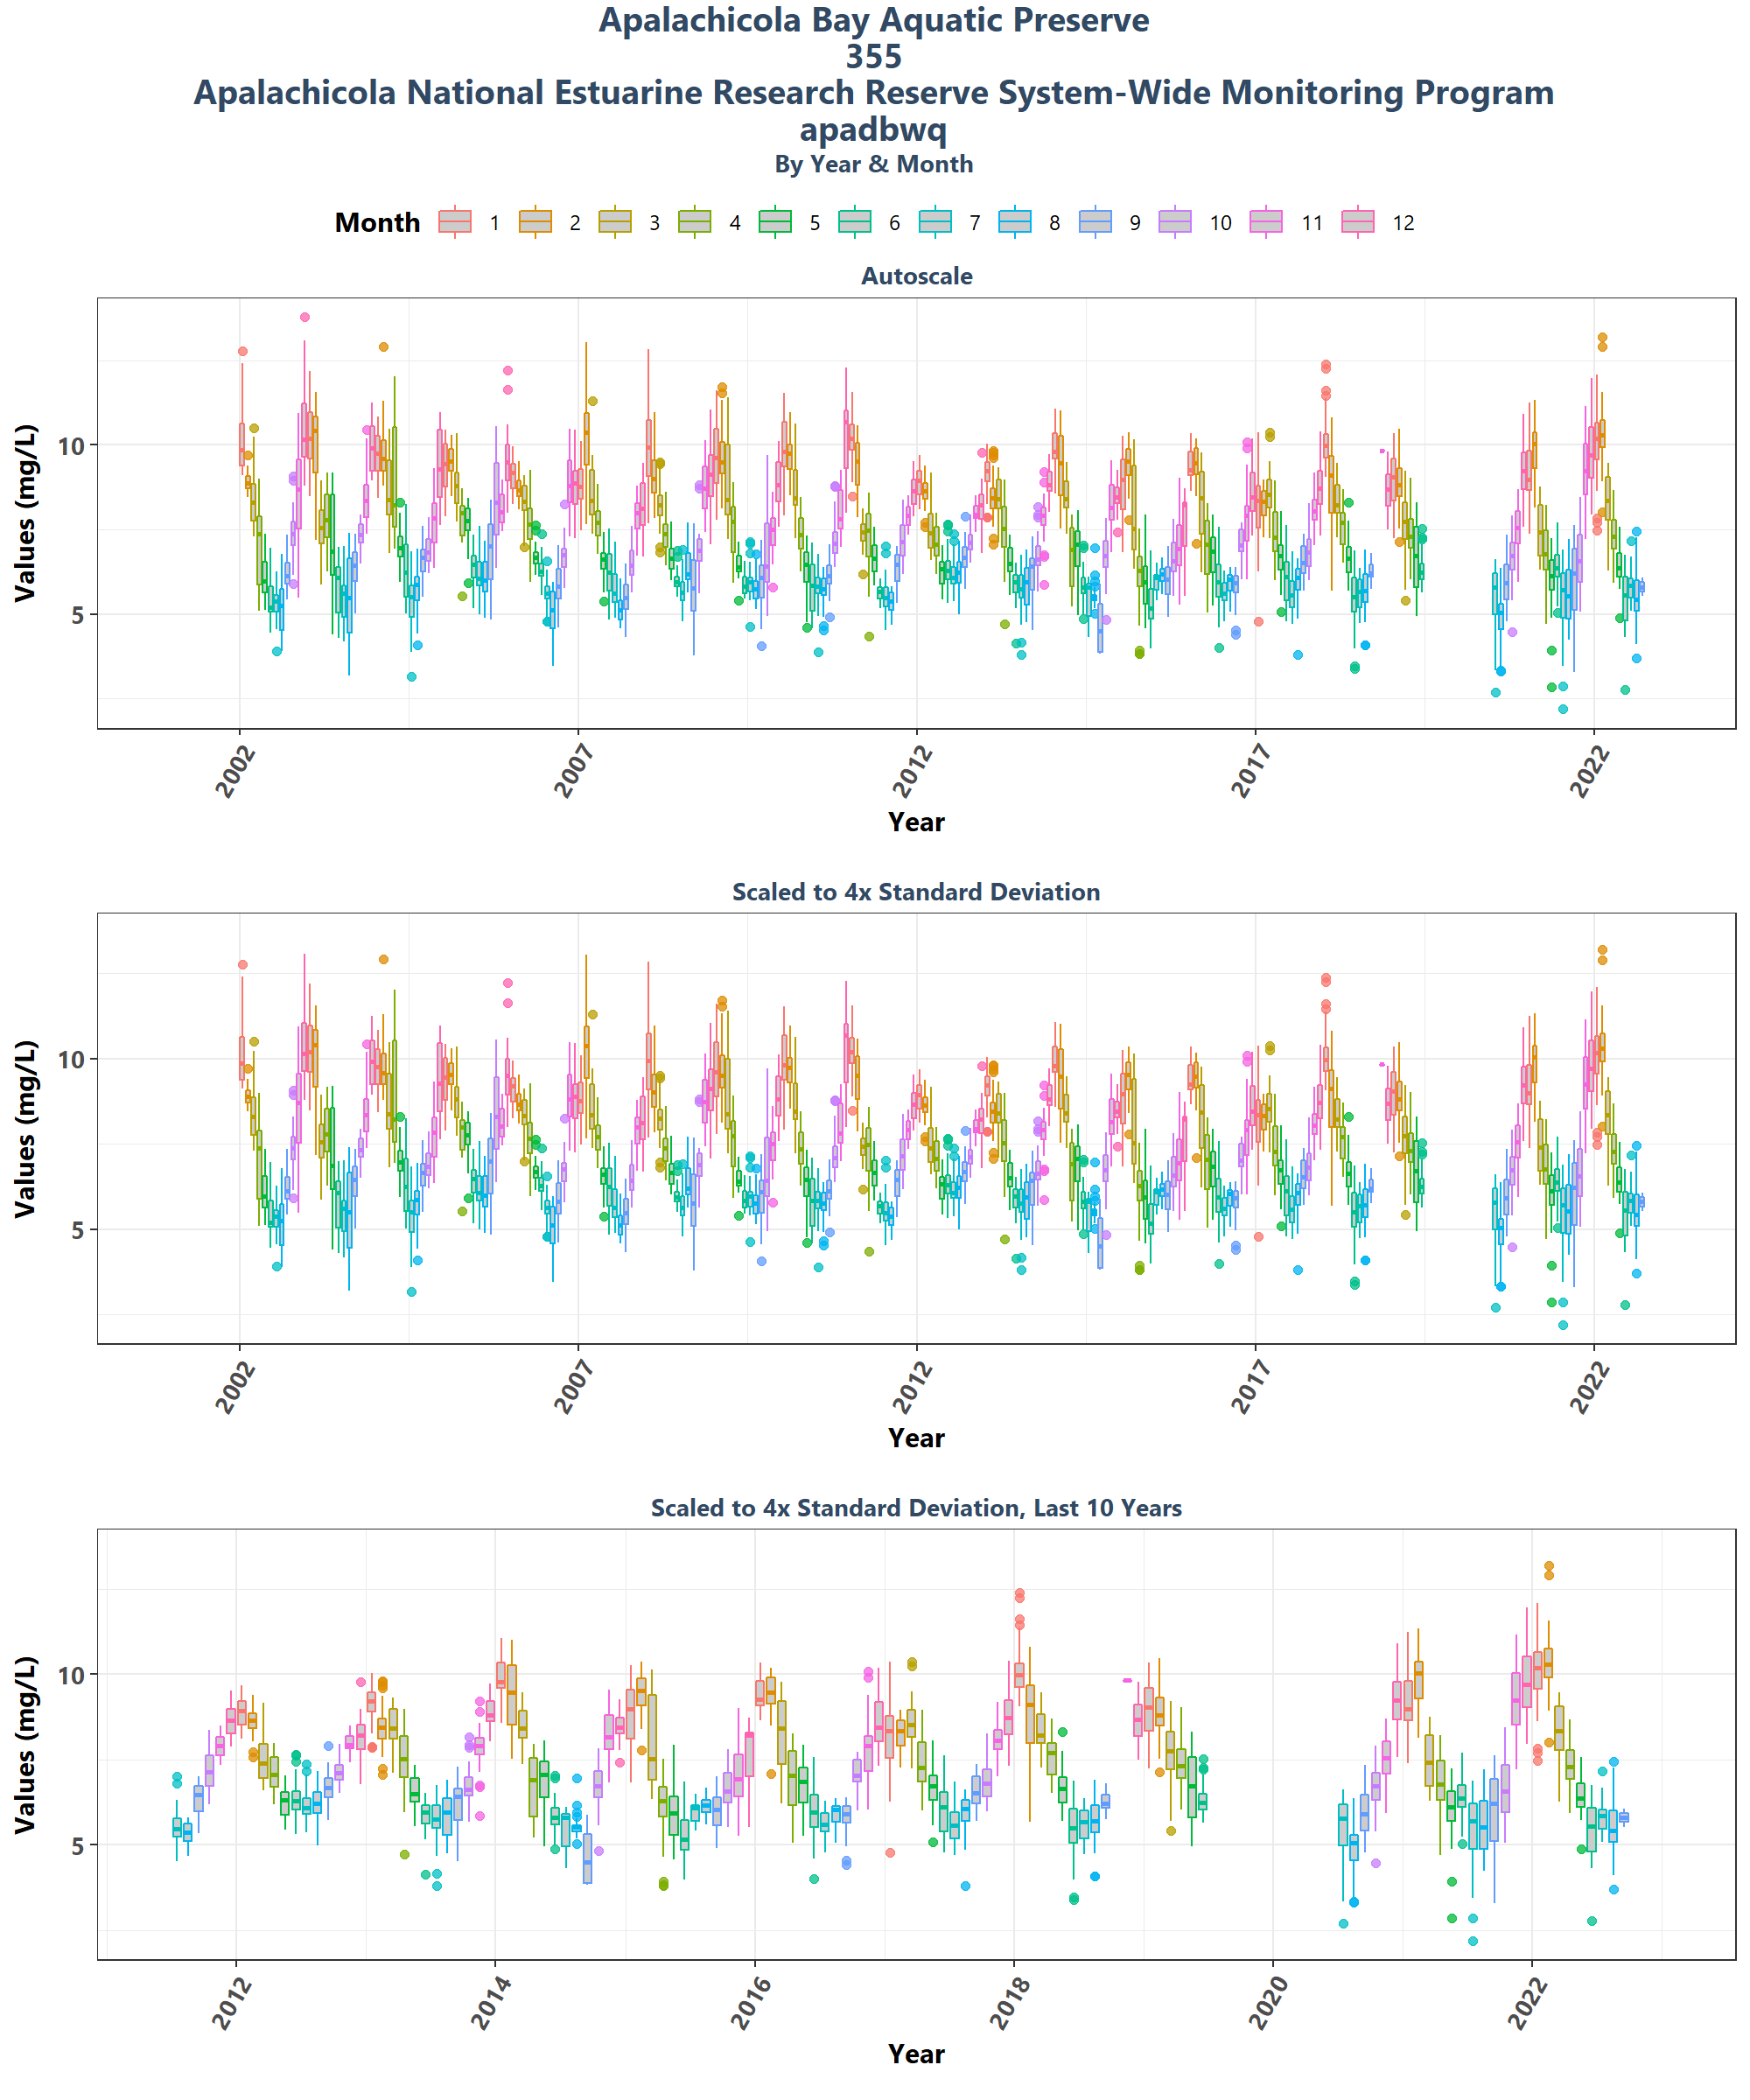 Apalachicola Bay Aquatic Preserve
355
Apalachicola National Estuarine Research Reserve System-Wide Monitoring Program
apadbwq
By Year & Month
Month 1 2 3 4 5 6 7 8 9 10 11 12
Autoscale
Values (mg/L)
10
5
2002 2007 2012 2017 2022
Year
Scaled to 4x Standard Deviation
Values (mg/L)
10
5
2002 2007 2012 2017 2022
Year
Scaled to 4x Standard Deviation, Last 10 Years
Values (mg/L)
10
5
2012 2014 2016 2018 2020 2022
Year